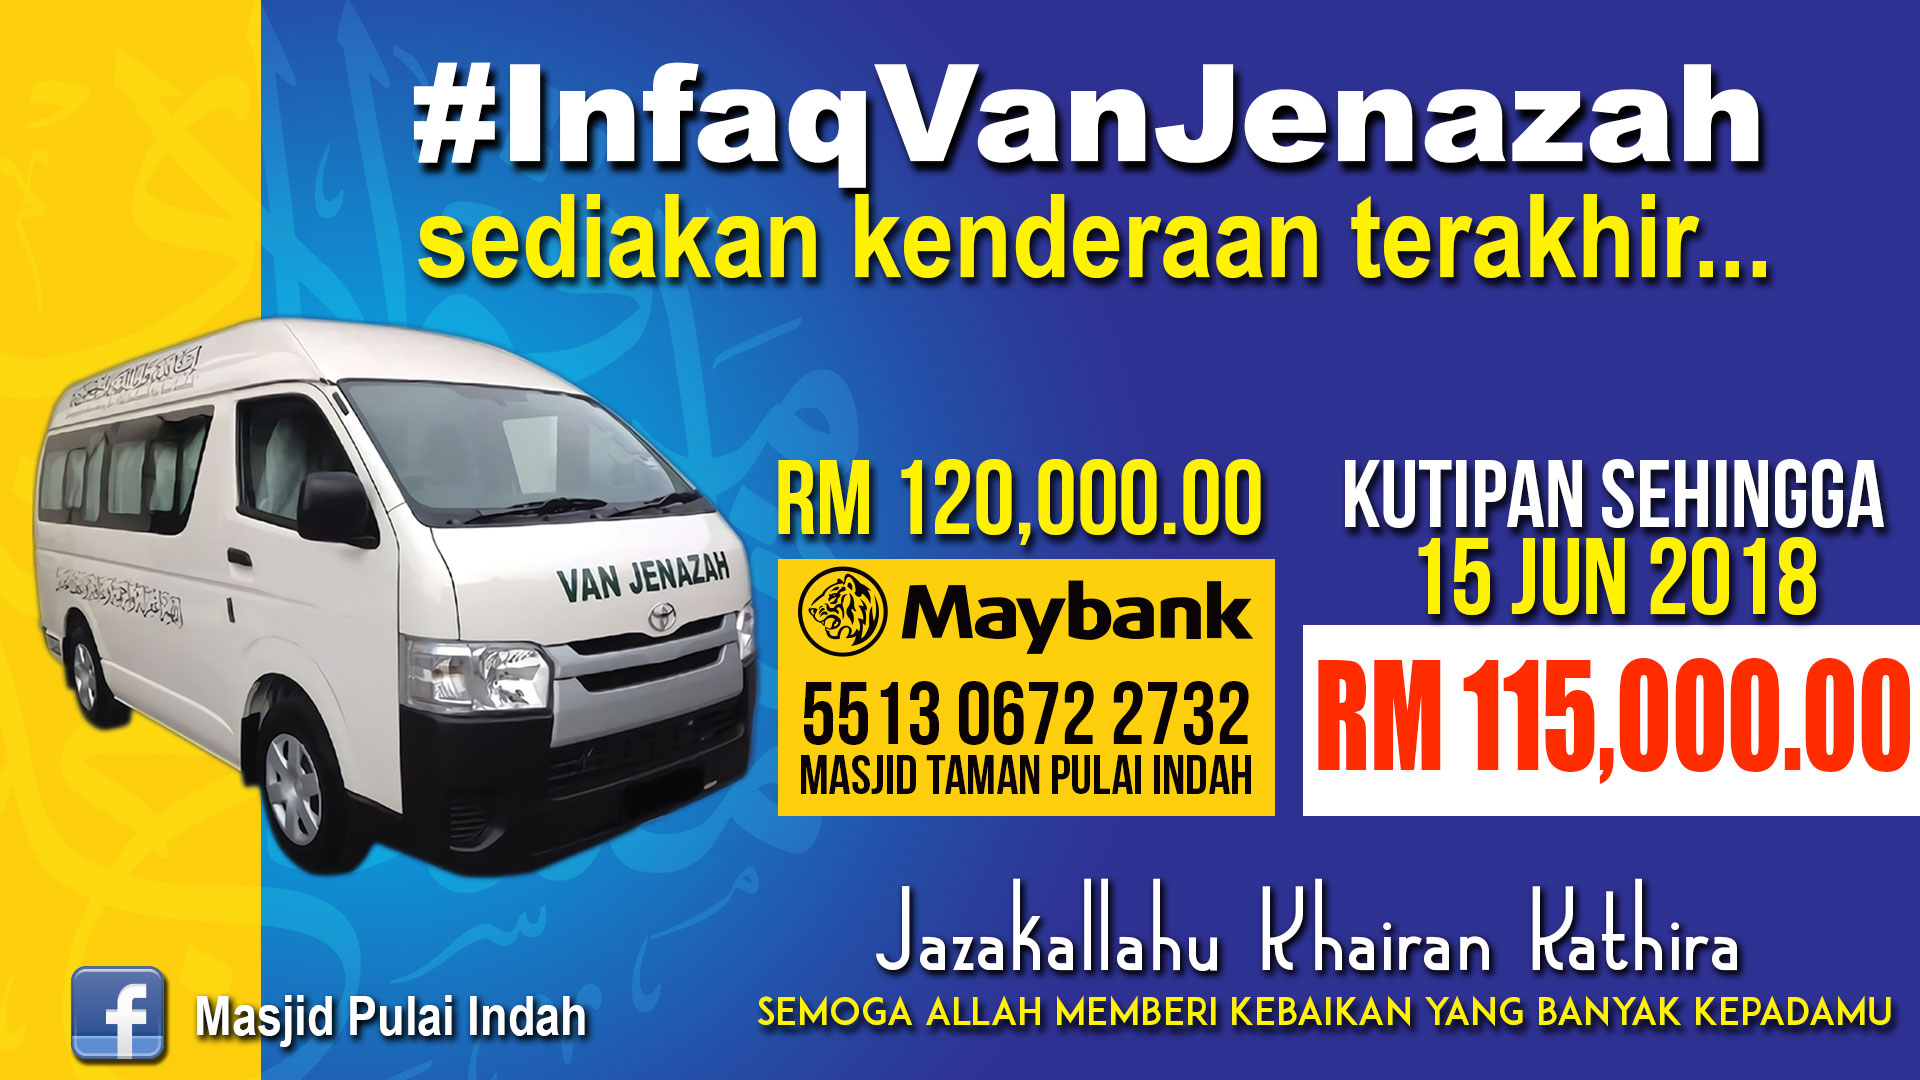 #InfaqVanJenazah
sediakan kenderaan terakhir...
VAN JENAZAH
RM 120,000.00
Maybank
5513 0672 2732
MASJID TAMAN PULAI INDAH
KUTIPAN SEHINGGA
15 JUN 2018
RM 115,000.00
Jazakallahu Khairan Kathira
SEMOGA ALLAH MEMBERI KEBAIKAN YANG BANYAK KEPADAMU
f
Masjid Pulai Indah